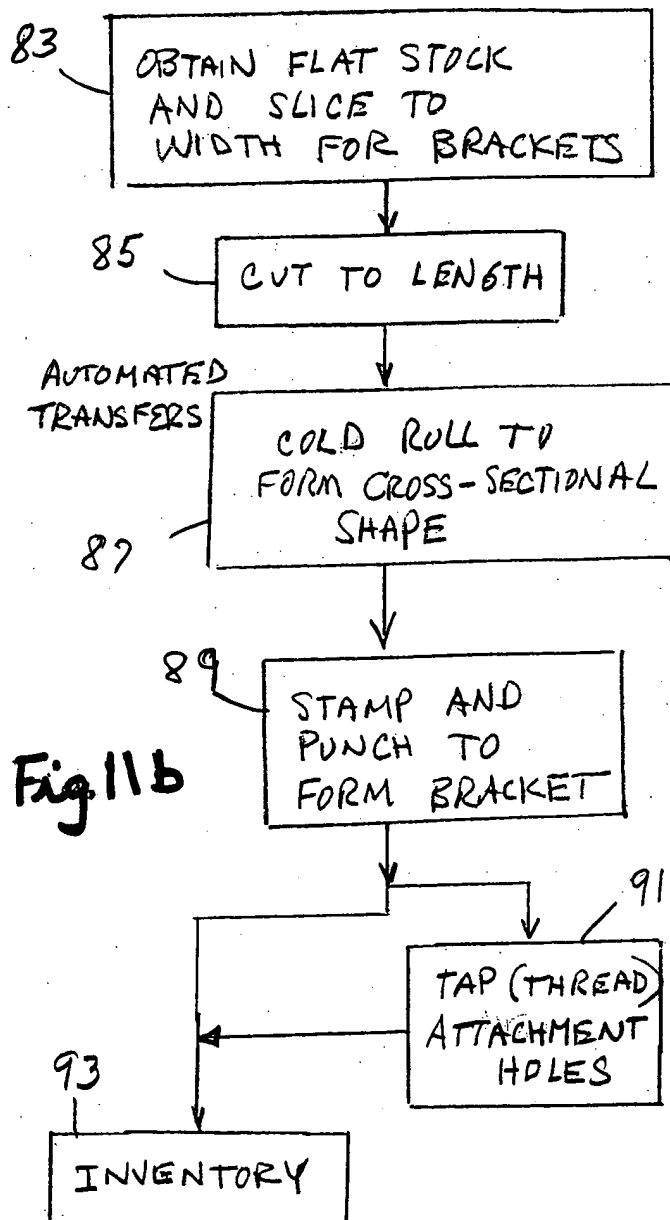 83
OBTAIN FLAT STOCK
AND SLICE TO
WIDTH FOR BRACKETS
85
CUT TO LENGTH
AUTOMATED
TRANSFERS
COLD ROLL TO
FORM CROSS-SECTIONAL
SHAPE
87
89
STAMP AND
PUNCH TO
FORM BRACKET
Fig.11b
91
TAP (THREAD)
ATTACHMENT
HOLES
93
INVENTORY